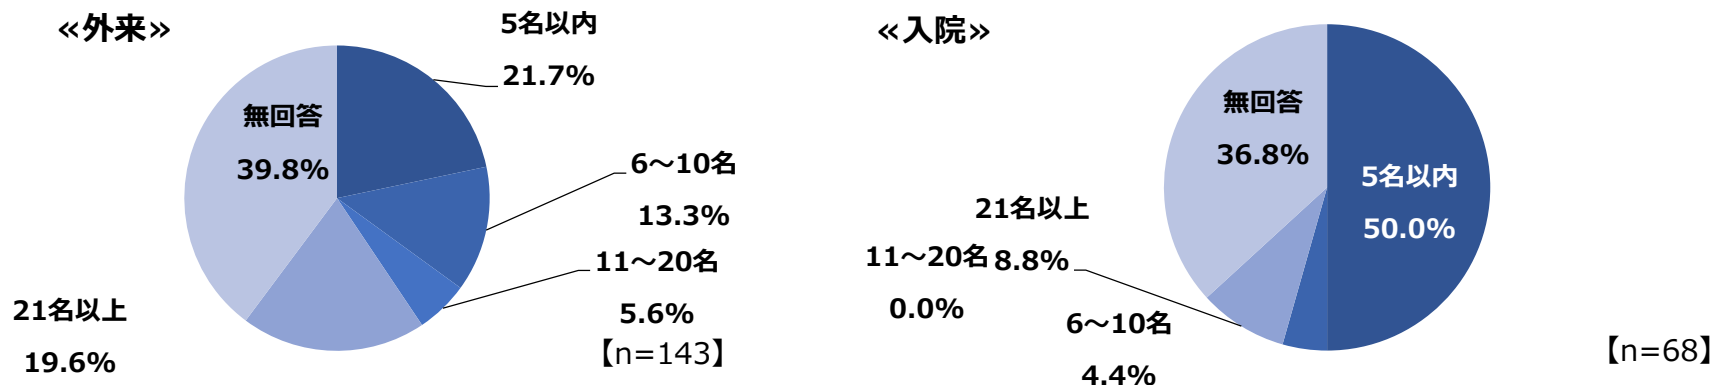 ≪外来≫
5名以内
21.7%
6～10名
13.3%
11～20名
5.6%
21名以上
19.6%
無回答
39.8%
【n=143】
≪入院≫
5名以内
50.0%
6～10名
4.4%
11～20名
0.0%
21名以上
8.8%
無回答
36.8%
【n=68】